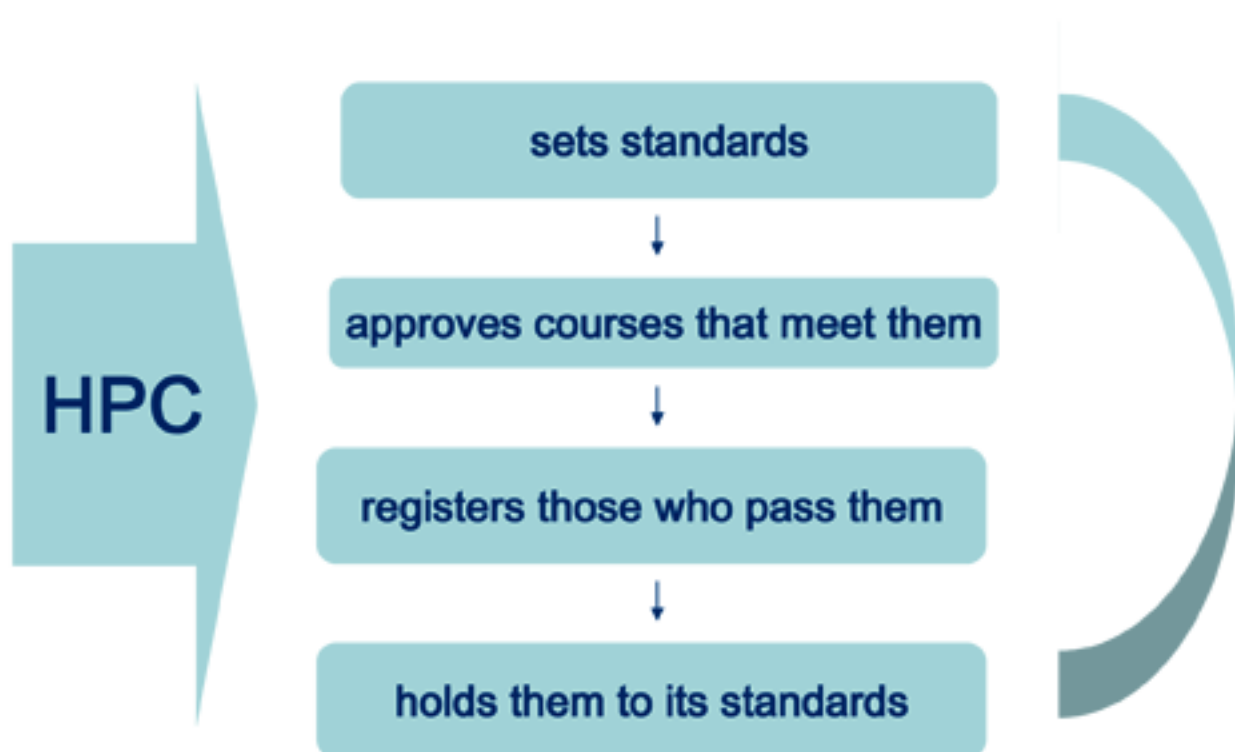 HPC
sets standards
approves courses that meet them
registers those who pass them
holds them to its standards